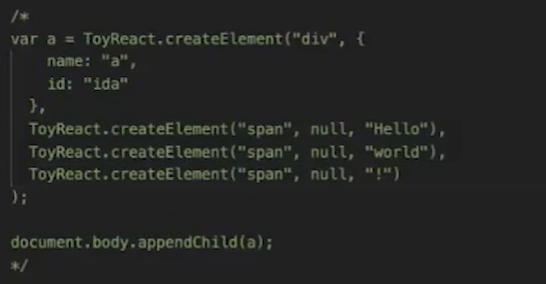 /*
var a = ToyReact.createElement("div", {
    name: "a",
    id: "ida"
  },
  ToyReact.createElement("span", null, "Hello"),
  ToyReact.createElement("span", null, "world"),
  ToyReact.createElement("span", null, "!")
);

document.body.appendChild(a);
*/